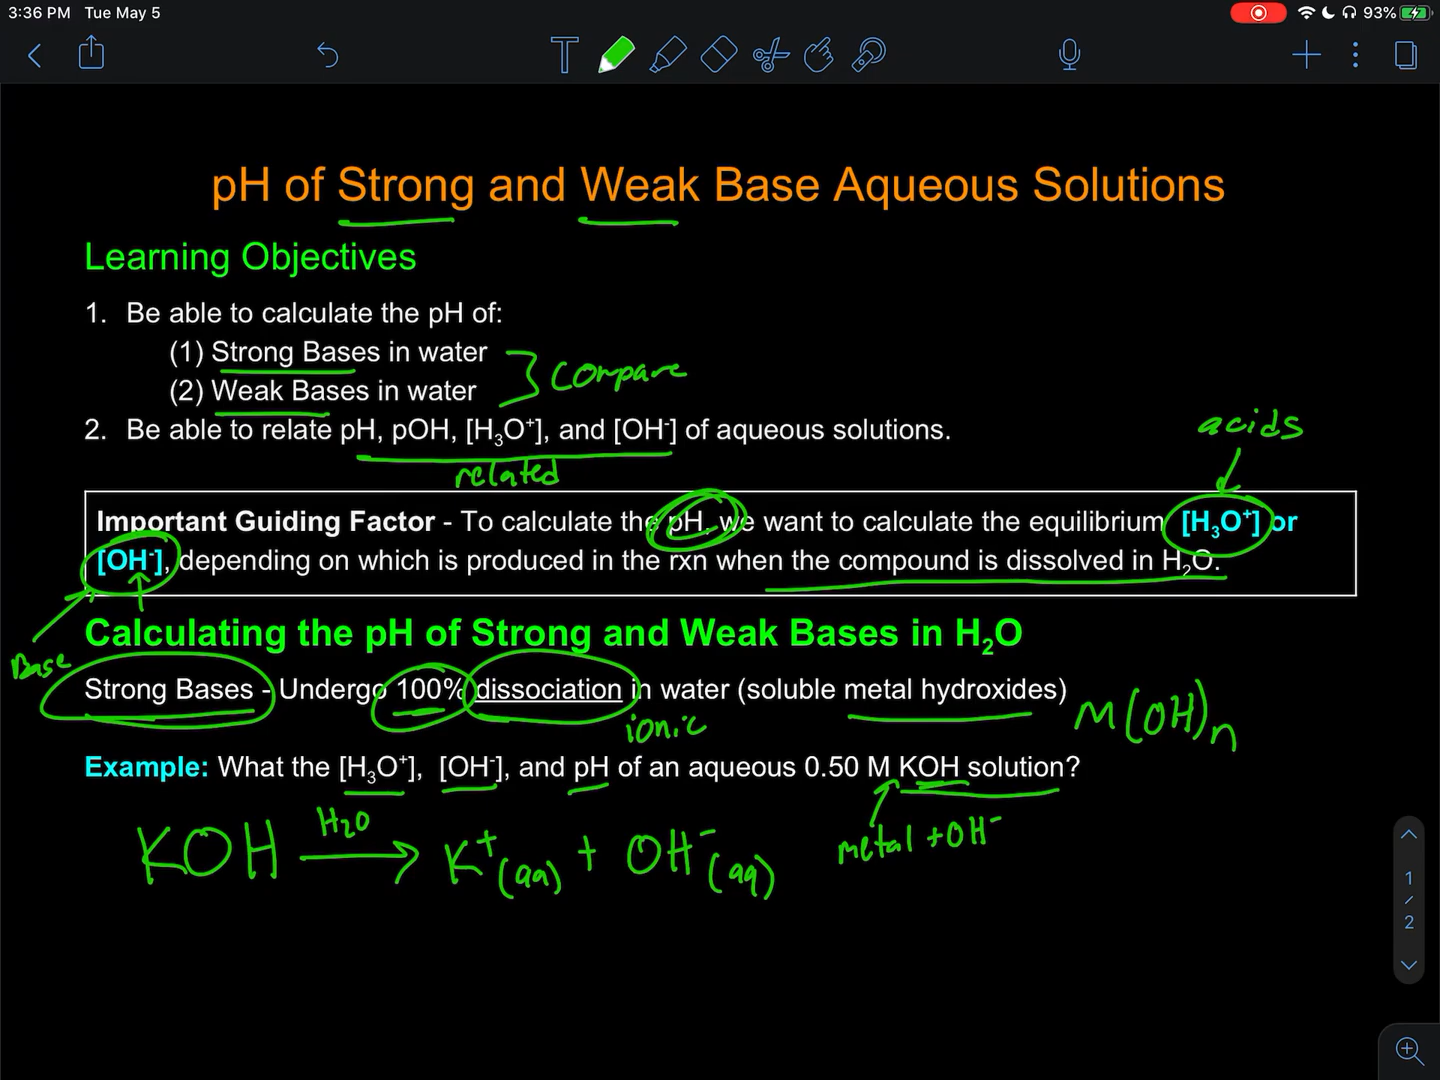 3:36 PM Tue May 5 93%
T
pH of Strong and Weak Base Aqueous Solutions
Learning Objectives
1. Be able to calculate the pH of:
(1) Strong Bases in water
(2) Weak Bases in water
compare
2. Be able to relate pH, pOH, [H₃O⁺], and [OH⁻] of aqueous solutions.
acids
related
Important Guiding Factor - To calculate the pH, we want to calculate the equilibrium [H₃O⁺] or
[OH⁻], depending on which is produced in the rxn when the compound is dissolved in H₂O.
Calculating the pH of Strong and Weak Bases in H₂O
Base
Strong Bases - Undergo 100% dissociation in water (soluble metal hydroxides) M(OH)ₙ
ionic
Example: What the [H₃O⁺], [OH⁻], and pH of an aqueous 0.50 M KOH solution?
KOH H₂O → K⁺(aq) + OH⁻(aq)
metal + OH⁻
1
/
2